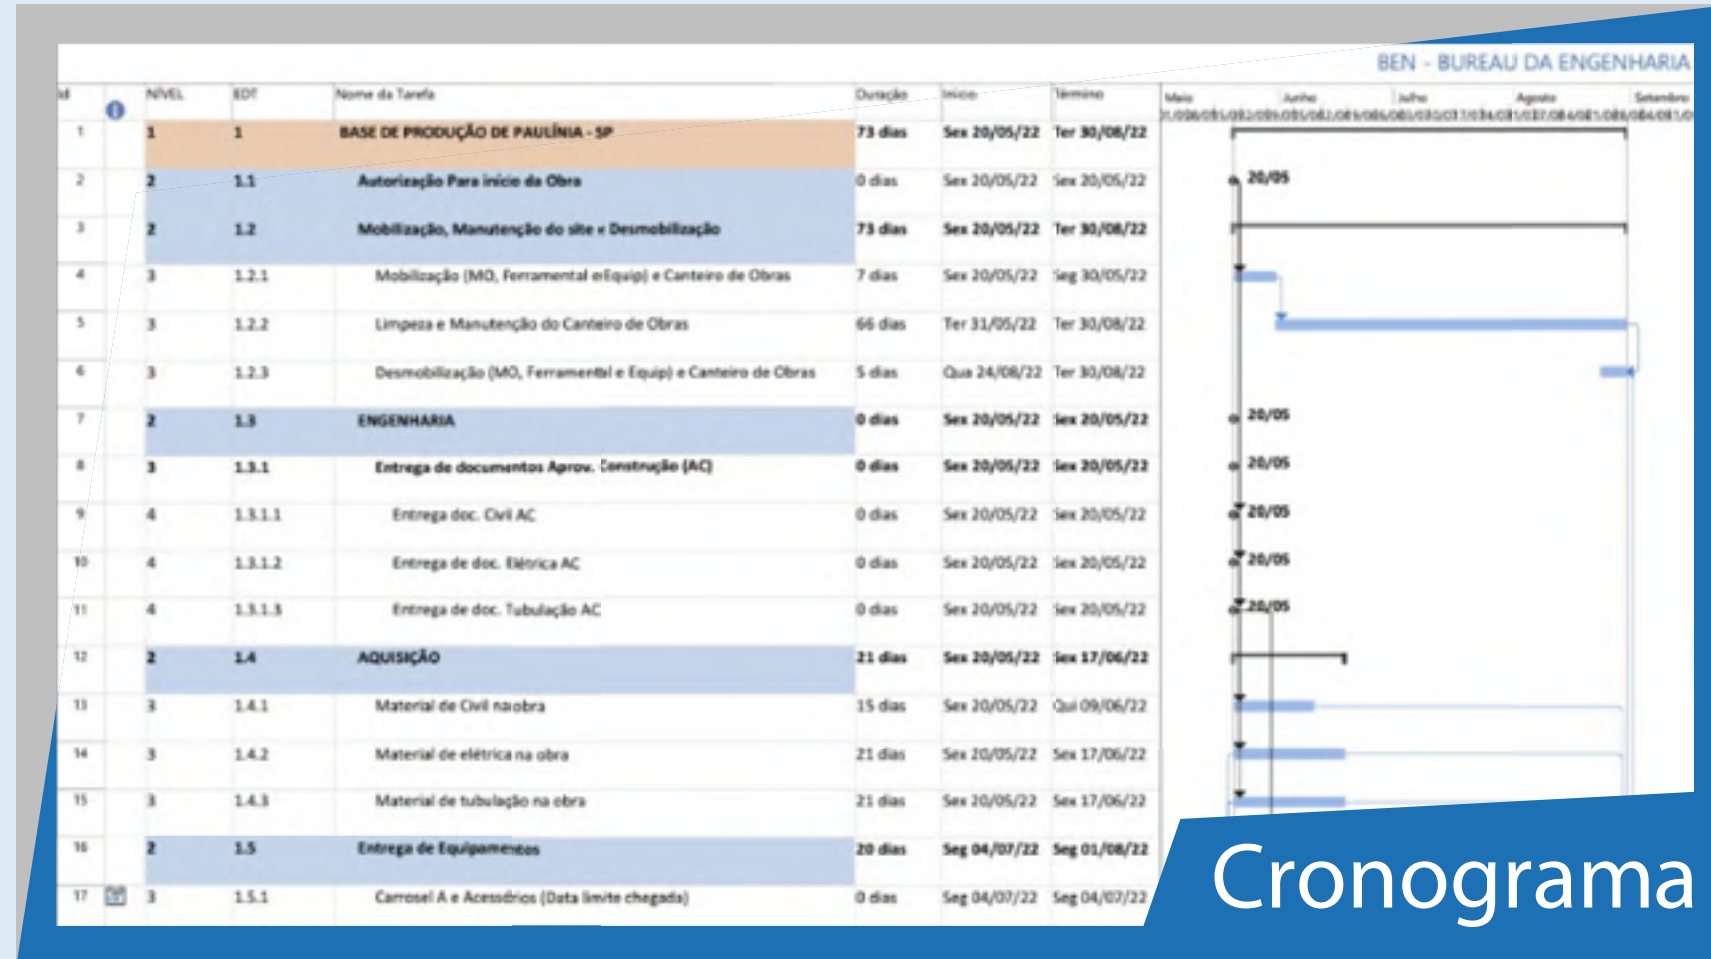 BEN - BUREAU DA ENGENHARIA
Id NÍVEL EDT Nome da Tarefa Duração Início Término Maio Junho Julho Agosto Setembro
1 1 1 BASE DE PRODUÇÃO DE PAULÍNIA - SP 73 dias Sex 20/05/22 Ter 30/08/22
2 2 1.1 Autorização Para início da Obra 0 dias Sex 20/05/22 Sex 20/05/22 20/05
3 2 1.2 Mobilização, Manutenção do site e Desmobilização 73 dias Sex 20/05/22 Ter 30/08/22
4 3 1.2.1 Mobilização (MO, Ferramental e Equip) e Canteiro de Obras 7 dias Sex 20/05/22 Seg 30/05/22
5 3 1.2.2 Limpeza e Manutenção do Canteiro de Obras 66 dias Ter 31/05/22 Ter 30/08/22
6 3 1.2.3 Desmobilização (MO, Ferramental e Equip) e Canteiro de Obras 5 dias Qua 24/08/22 Ter 30/08/22
7 2 1.3 ENGENHARIA 0 dias Sex 20/05/22 Sex 20/05/22 20/05
8 3 1.3.1 Entrega de documentos Aprov. Construção (AC) 0 dias Sex 20/05/22 Sex 20/05/22 20/05
9 4 1.3.1.1 Entrega doc. Civil AC 0 dias Sex 20/05/22 Sex 20/05/22 20/05
10 4 1.3.1.2 Entrega de doc. Elétrica AC 0 dias Sex 20/05/22 Sex 20/05/22 20/05
11 4 1.3.1.3 Entrega de doc. Tubulação AC 0 dias Sex 20/05/22 Sex 20/05/22 20/05
12 2 1.4 AQUISIÇÃO 21 dias Sex 20/05/22 Sex 17/06/22
13 3 1.4.1 Material de Civil na obra 15 dias Sex 20/05/22 Qui 09/06/22
14 3 1.4.2 Material de elétrica na obra 21 dias Sex 20/05/22 Sex 17/06/22
15 3 1.4.3 Material de tubulação na obra 21 dias Sex 20/05/22 Sex 17/06/22
16 2 1.5 Entrega de Equipamentos 20 dias Seg 04/07/22 Seg 01/08/22
17 3 1.5.1 Carrosel A e Acessórios (Data limite chegada) 0 dias Seg 04/07/22 Seg 04/07/22
Cronograma